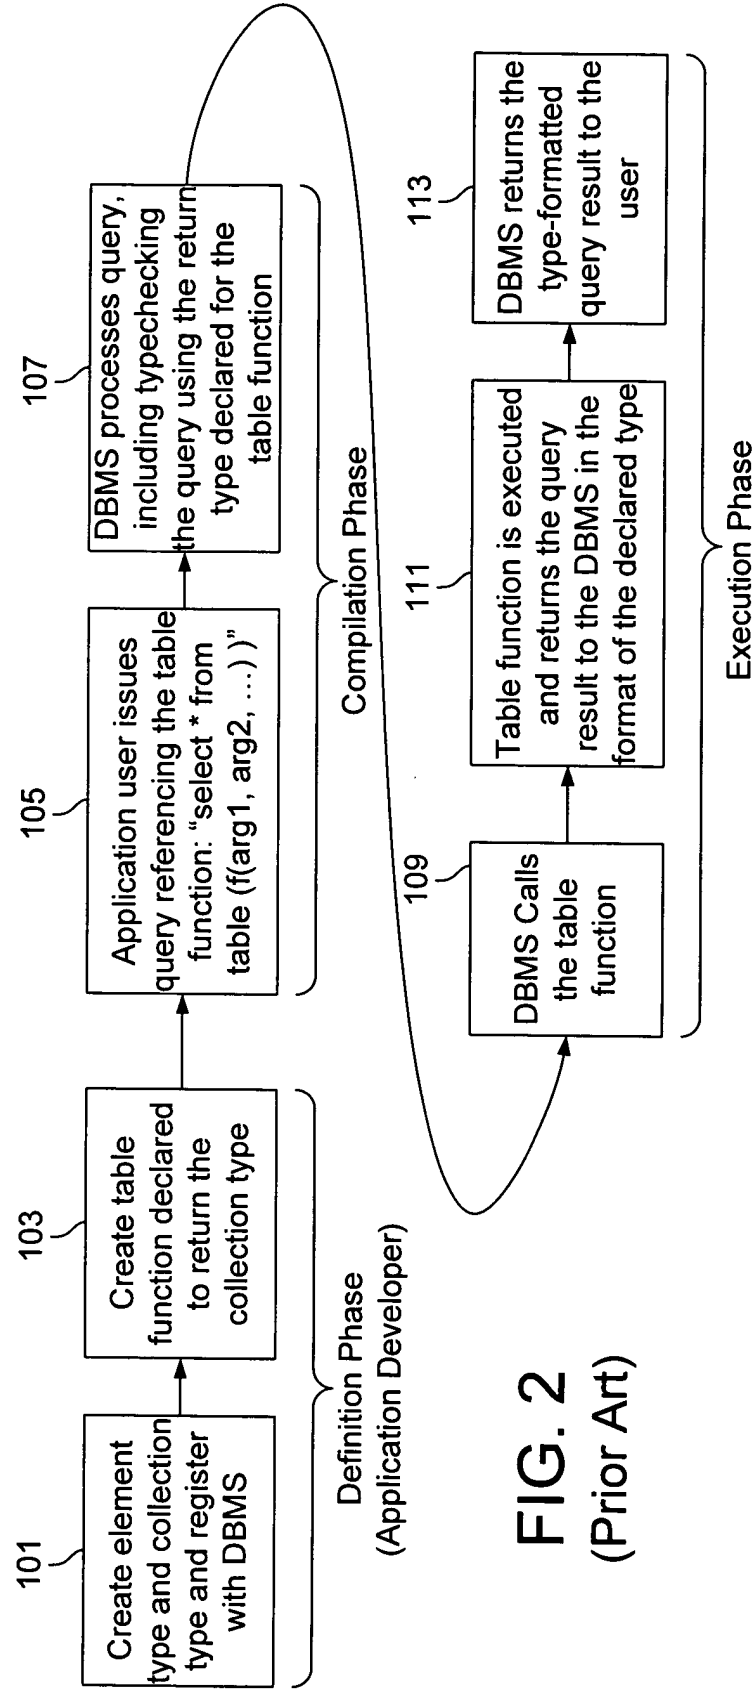 101
Create element
type and collection
type and register
with DBMS
103
Create table
function declared
to return the
collection type
Definition Phase
(Application Developer)
105
Application user issues
query referencing the table
function: “select * from
table (f(arg1, arg2, ...) )”
107
DBMS processes query,
including typechecking
the query using the return
type declared for the
table function
Compilation Phase
109
DBMS Calls
the table
function
111
Table function is executed
and returns the query
result to the DBMS in the
format of the declared type
113
DBMS returns the
type-formatted
query result to the
user
Execution Phase
FIG. 2
(Prior Art)